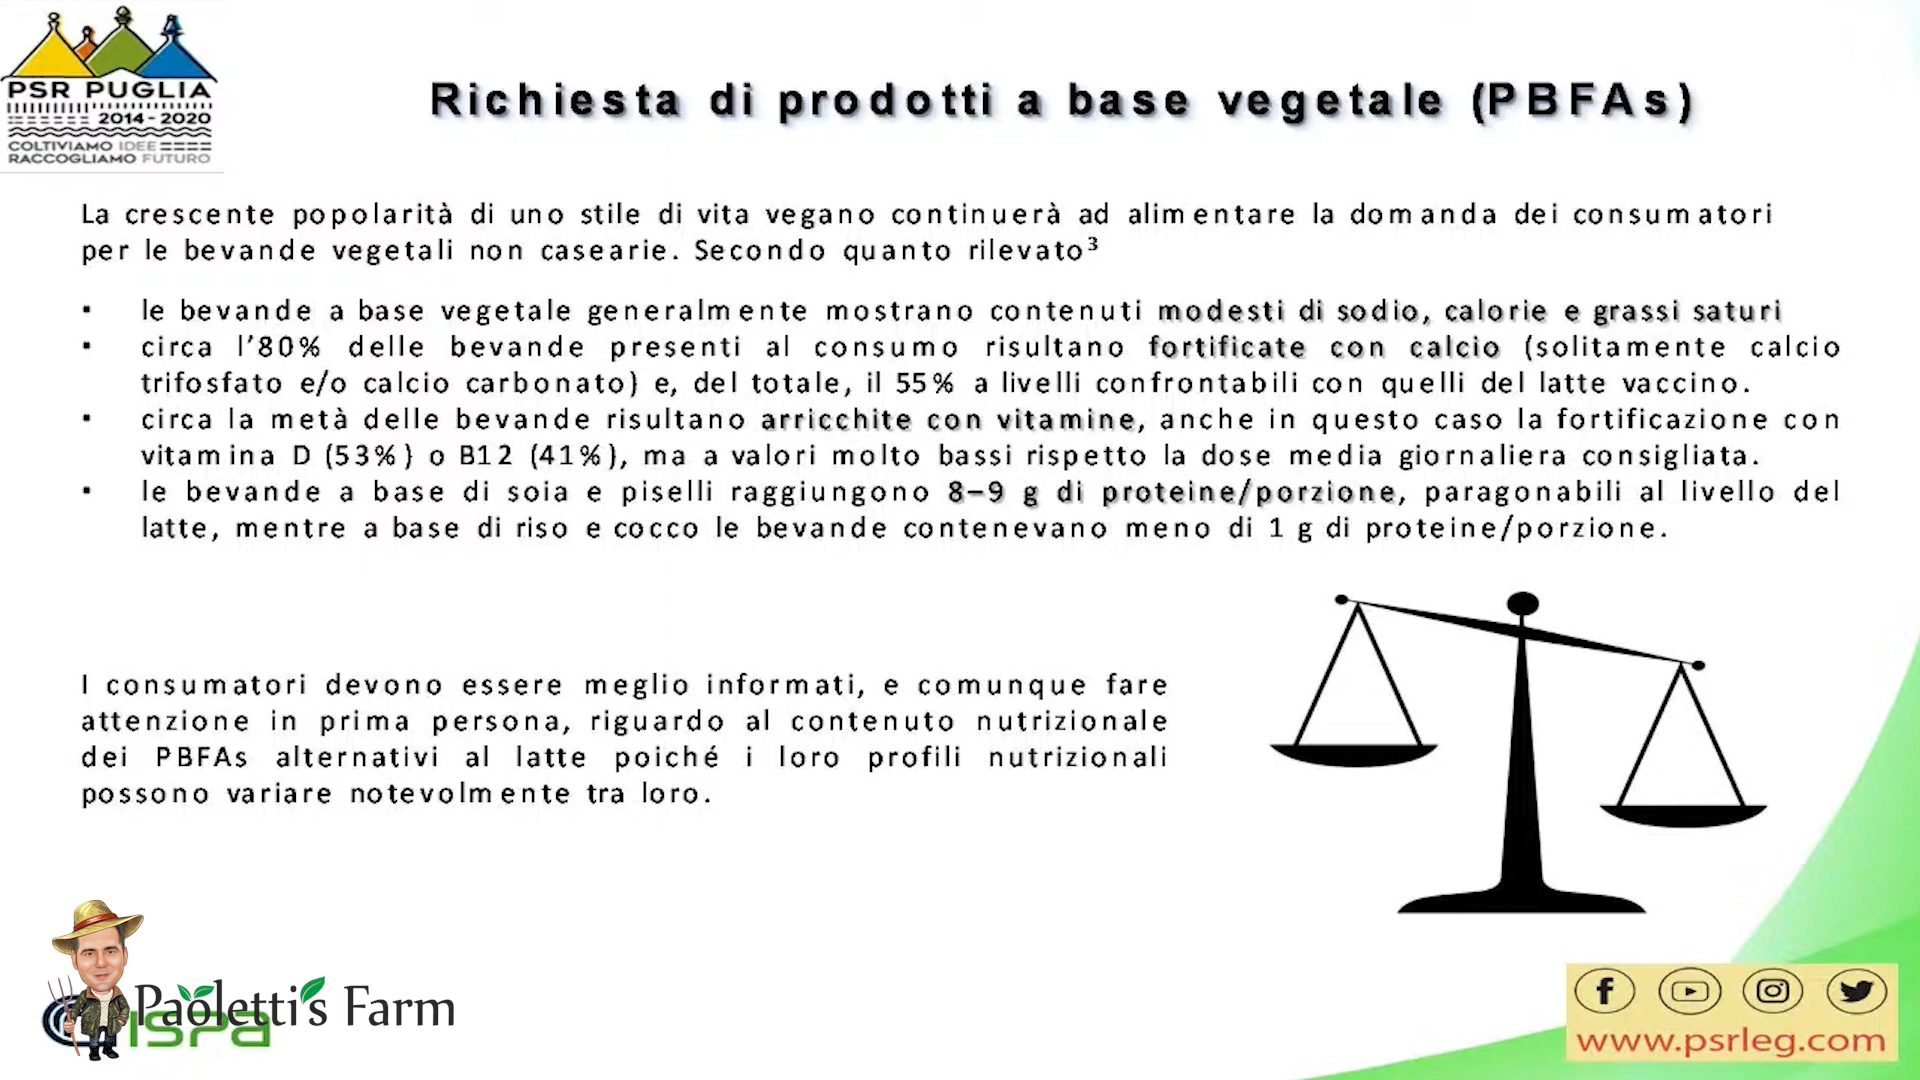 PSR PUGLIA
2014 - 2020
COLTIVIAMO IDEE
RACCOGLIAMO FUTURO
Richiesta di prodotti a base vegetale (PBFAs)
La crescente popolarità di uno stile di vita vegano continuerà ad alimentare la domanda dei consumatori
per le bevande vegetali non casearie. Secondo quanto rilevato³
▪ le bevande a base vegetale generalmente mostrano contenuti modesti di sodio, calorie e grassi saturi
▪ circa l’80% delle bevande presenti al consumo risultano fortificate con calcio (solitamente calcio
trifosfato e/o calcio carbonato) e, del totale, il 55% a livelli confrontabili con quelli del latte vaccino.
▪ circa la metà delle bevande risultano arricchite con vitamine, anche in questo caso la fortificazione con
vitamina D (53%) o B12 (41%), ma a valori molto bassi rispetto la dose media giornaliera consigliata.
▪ le bevande a base di soia e piselli raggiungono 8–9 g di proteine/porzione, paragonabili al livello del
latte, mentre a base di riso e cocco le bevande contenevano meno di 1 g di proteine/porzione.
I consumatori devono essere meglio informati, e comunque fare
attenzione in prima persona, riguardo al contenuto nutrizionale
dei PBFAs alternativi al latte poiché i loro profili nutrizionali
possono variare notevolmente tra loro.
Paoletti's Farm
ispa
www.psrleg.com